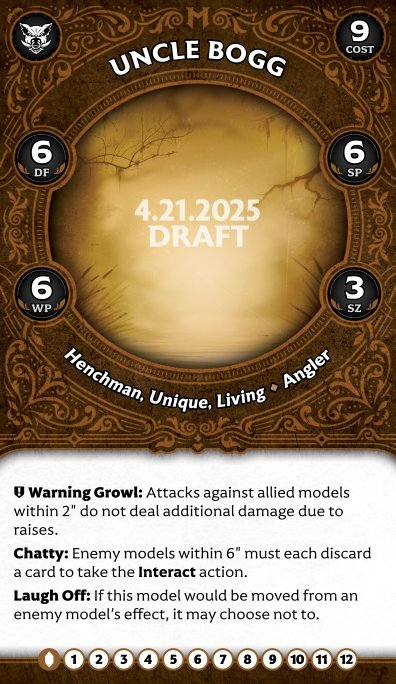 UNCLE BOGG
9
COST
6
DF
6
SP
4.21.2025
DRAFT
6
WP
3
SZ
Henchman, Unique, Living ⬥ Angler
Warning Growl: Attacks against allied models
within 2" do not deal additional damage due to
raises.
Chatty: Enemy models within 6" must each discard
a card to take the Interact action.
Laugh Off: If this model would be moved from an
enemy model's effect, it may choose not to.
1 2 3 4 5 6 7 8 9 10 11 12